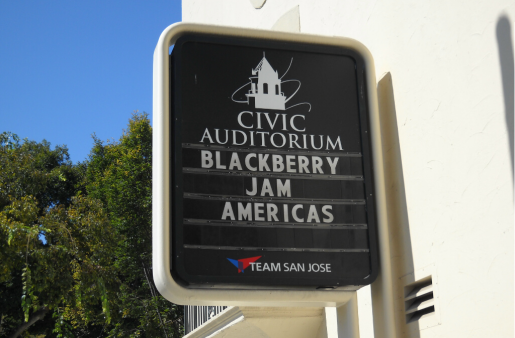 CIVIC
AUDITORIUM
BLACKBERRY
JAM
AMERICAS
TEAM SAN JOSE